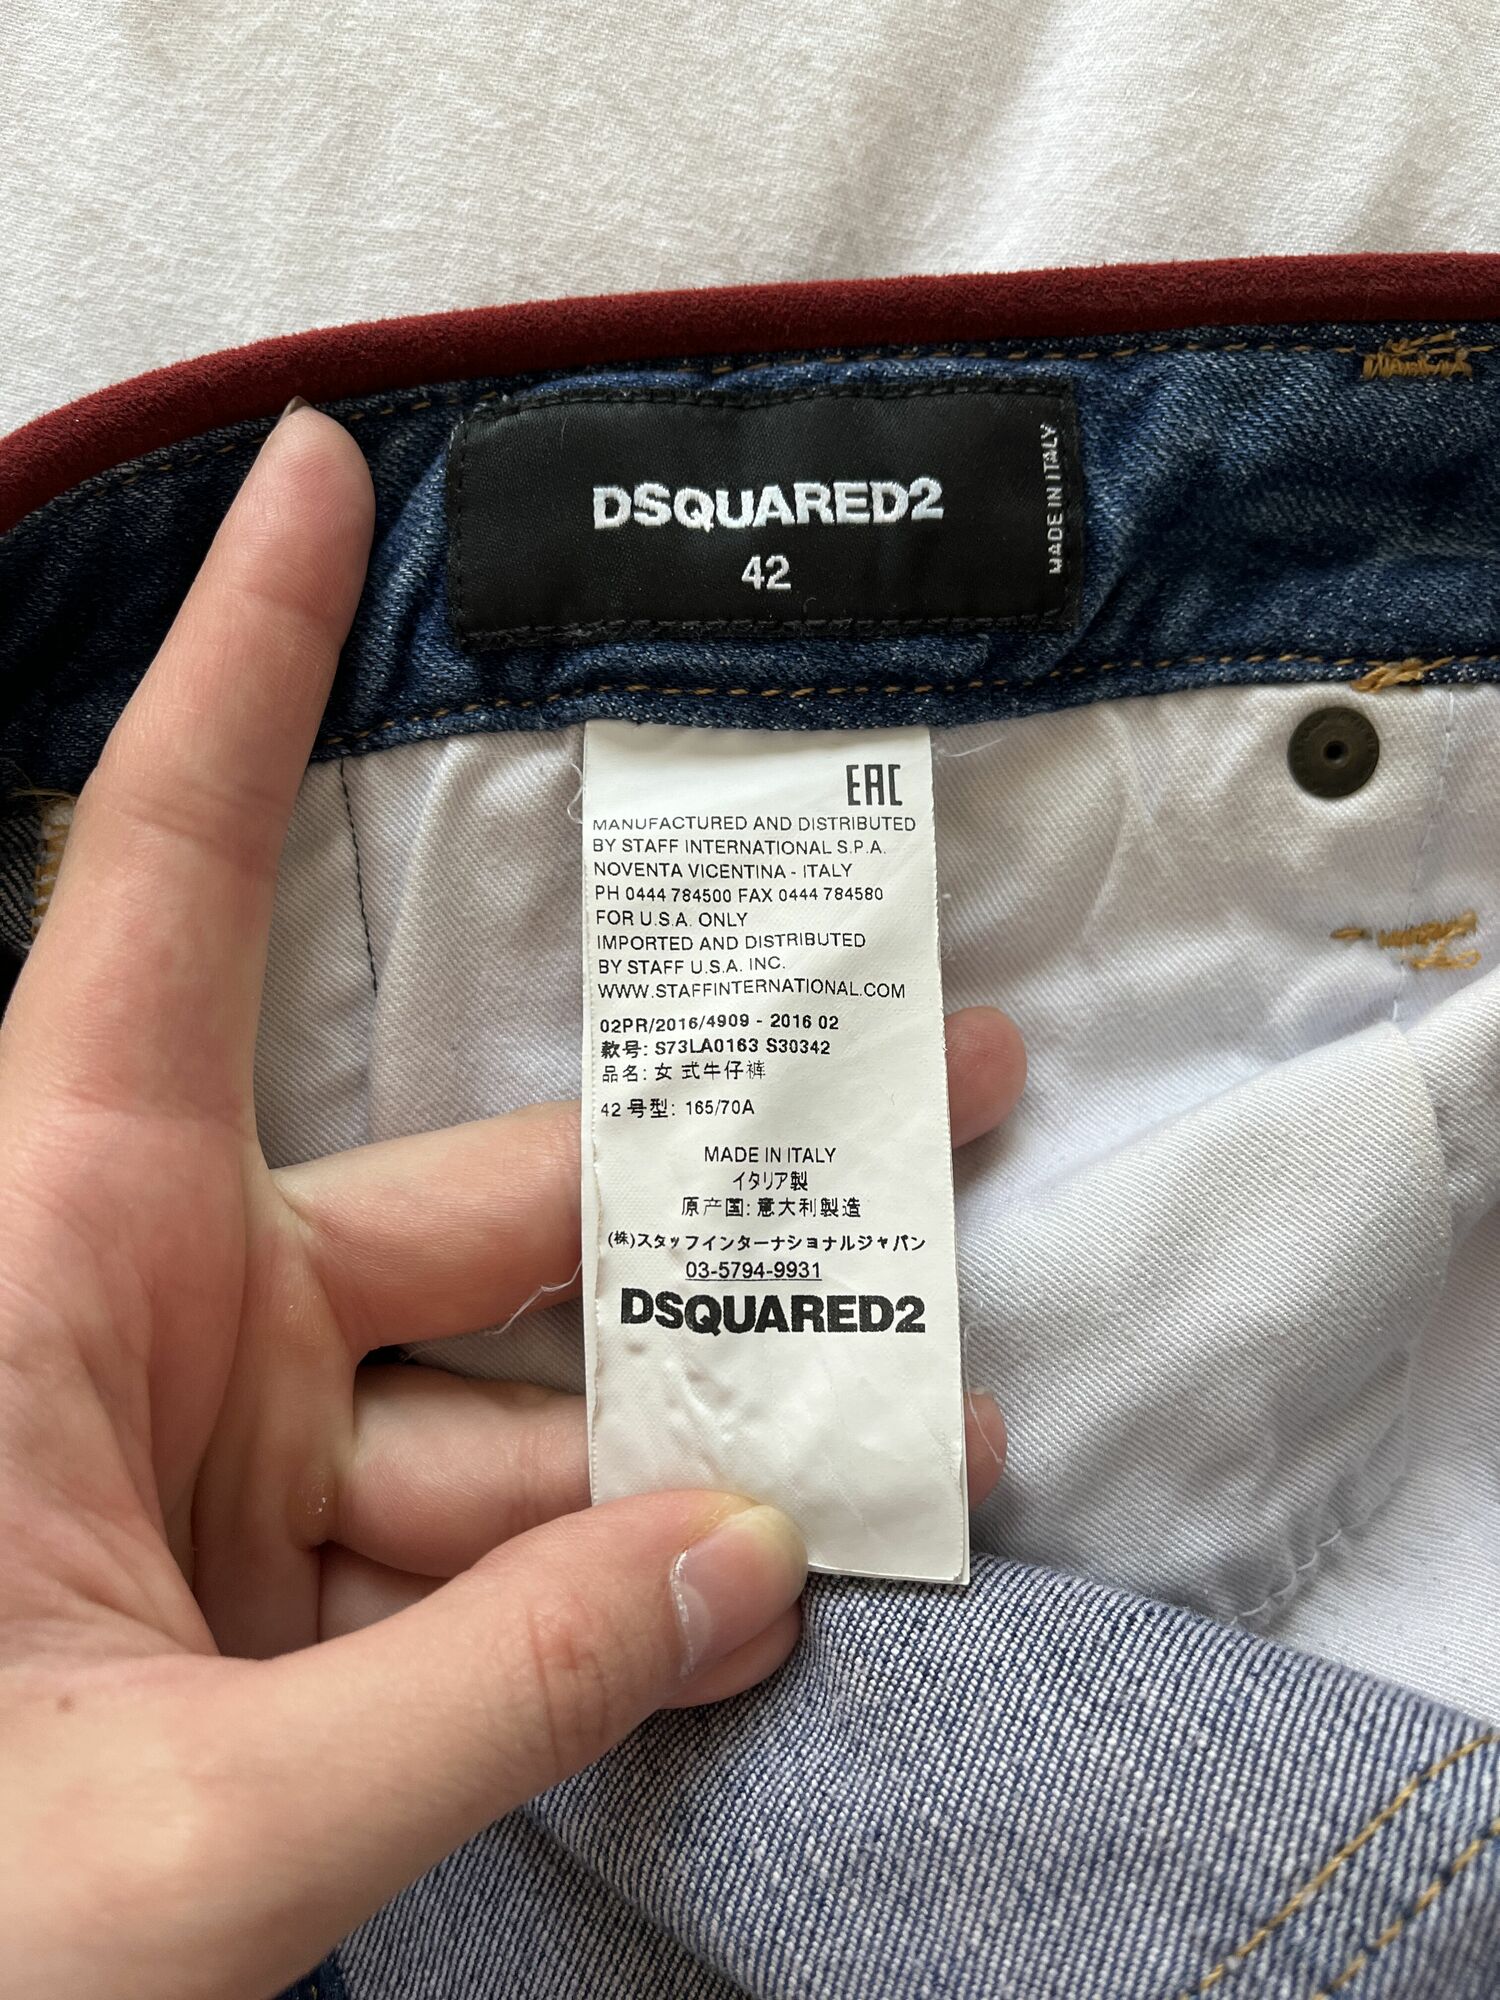 DSQUARED2
42
MADE IN ITALY
EAC
MANUFACTURED AND DISTRIBUTED
BY STAFF INTERNATIONAL S.P.A.
NOVENTA VICENTINA - ITALY
PH 0444 784500 FAX 0444 784580
FOR U.S.A. ONLY
IMPORTED AND DISTRIBUTED
BY STAFF U.S.A. INC.
WWW.STAFFINTERNATIONAL.COM
02PR/2016/4909 - 2016 02
款号: S73LA0163 S30342
品名: 女 式牛仔裤
42 号型: 165/70A
MADE IN ITALY
イタリア製
原产国: 意大利製造
(株)スタッフインターナショナルジャパン
03-5794-9931
DSQUARED2